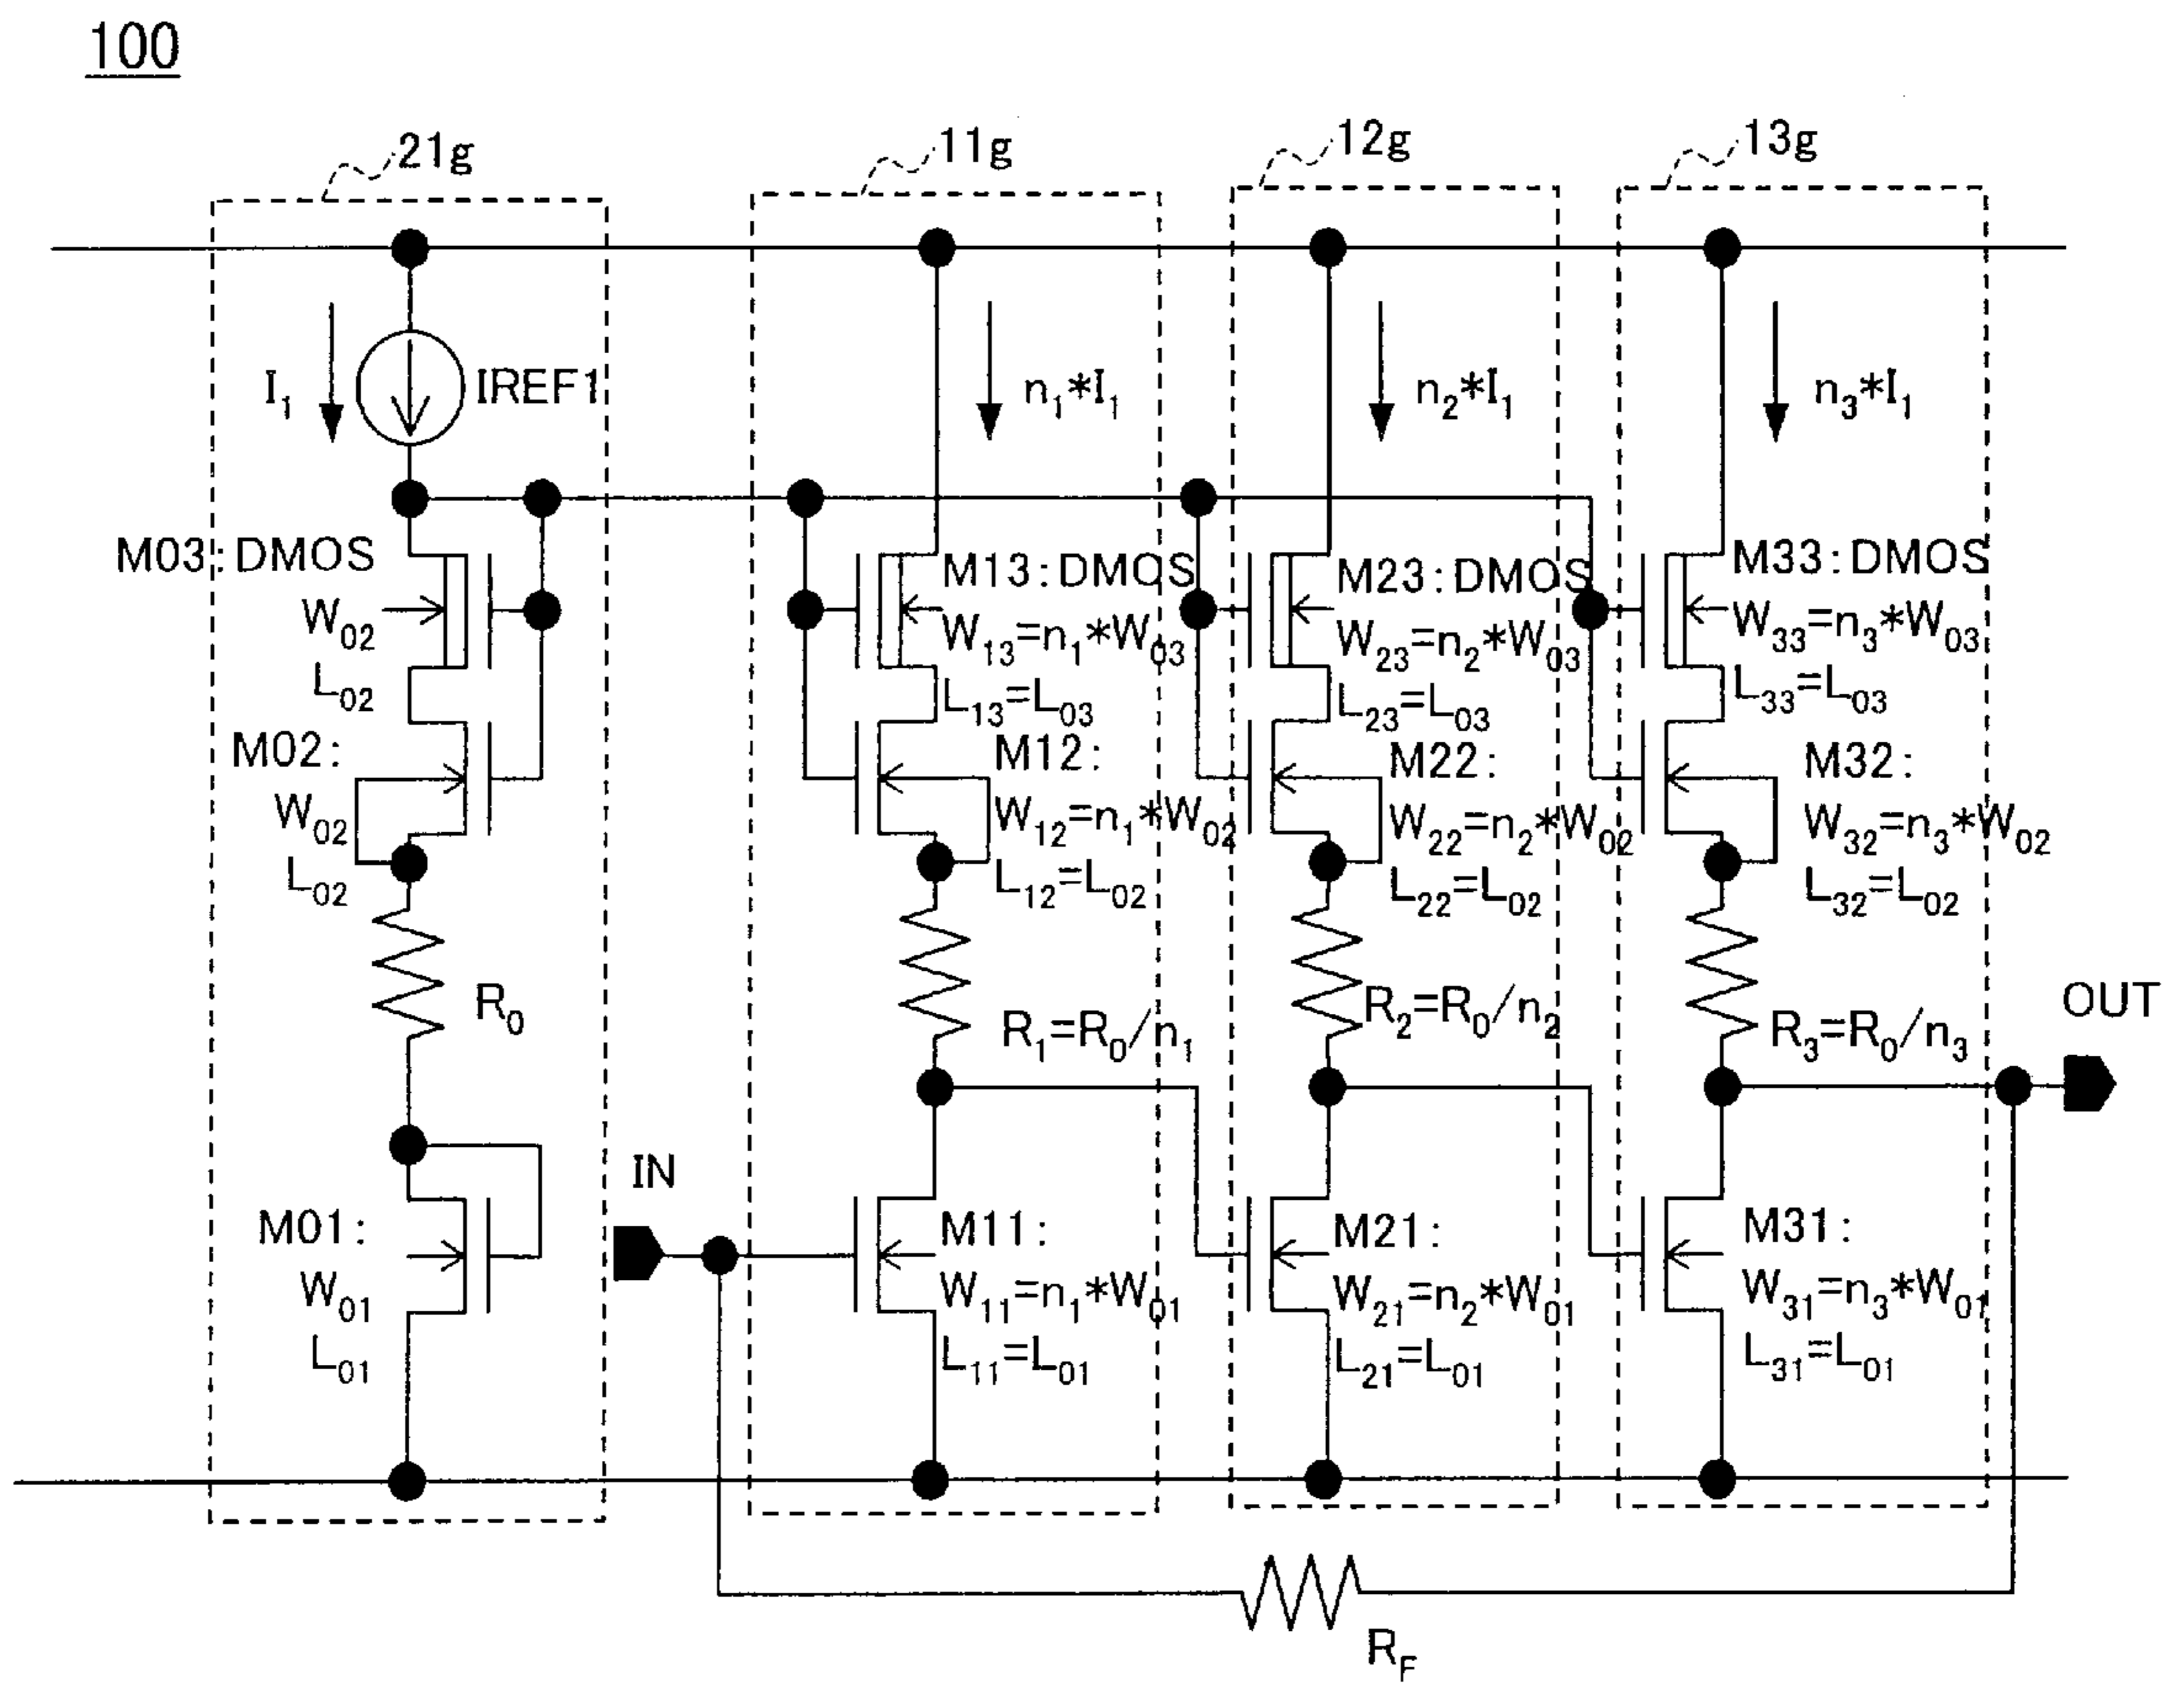 100
21g
11g
12g
13g
I1
IREF1
n1*I1
n2*I1
n3*I1
M03:DMOS
W02
L02
M13:DMOS
W13=n1*W03
L13=L03
M23:DMOS
W23=n2*W03
L23=L03
M33:DMOS
W33=n3*W03
L33=L03
M02:
W02
L02
M12:
W12=n1*W02
L12=L02
M22:
W22=n2*W02
L22=L02
M32:
W32=n3*W02
L32=L02
R0
R1=R0/n1
R2=R0/n2
R3=R0/n3
OUT
IN
M01:
W01
L01
M11:
W11=n1*W01
L11=L01
M21:
W21=n2*W01
L21=L01
M31:
W31=n3*W01
L31=L01
RF